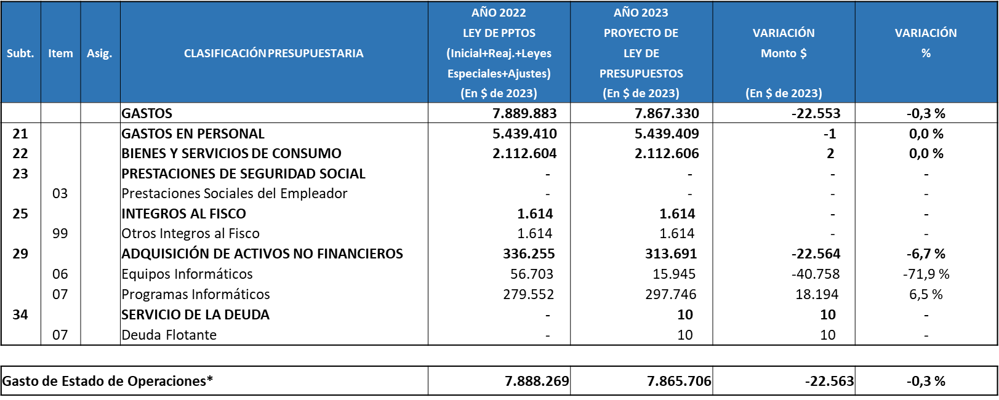 Subt. Item Asig. CLASIFICACIÓN PRESUPUESTARIA AÑO 2022 LEY DE PPTOS (Inicial+Reaj.+Leyes Especiales+Ajustes) (En $ de 2023) AÑO 2023 PROYECTO DE LEY DE PRESUPUESTOS (En $ de 2023) VARIACIÓN Monto $ (En $ de 2023) VARIACIÓN %
GASTOS 7.889.883 7.867.330 -22.553 -0,3 %
21 GASTOS EN PERSONAL 5.439.410 5.439.409 -1 0,0 %
22 BIENES Y SERVICIOS DE CONSUMO 2.112.604 2.112.606 2 0,0 %
23 PRESTACIONES DE SEGURIDAD SOCIAL - - - -
03 Prestaciones Sociales del Empleador - - - -
25 INTEGROS AL FISCO 1.614 1.614 - -
99 Otros Integros al Fisco 1.614 1.614 - -
29 ADQUISICIÓN DE ACTIVOS NO FINANCIEROS 336.255 313.691 -22.564 -6,7 %
06 Equipos Informáticos 56.703 15.945 -40.758 -71,9 %
07 Programas Informáticos 279.552 297.746 18.194 6,5 %
34 SERVICIO DE LA DEUDA - 10 10 -
07 Deuda Flotante - 10 10 -
Gasto de Estado de Operaciones* 7.888.269 7.865.706 -22.563 -0,3 %